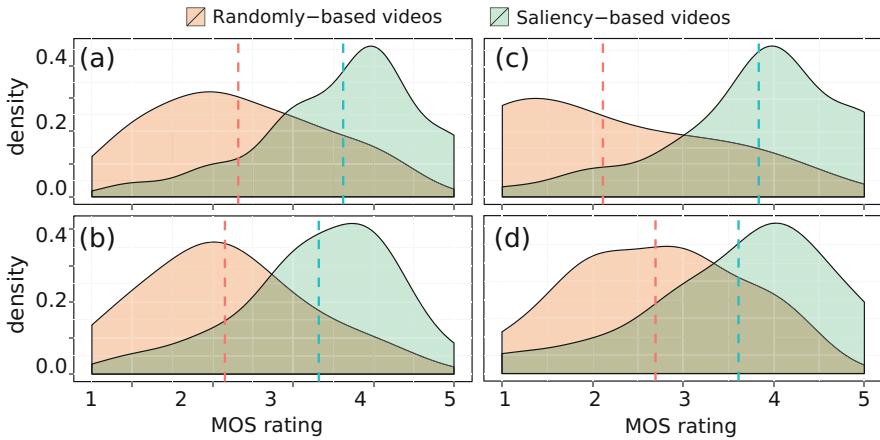 Randomly−based videos Saliency−based videos
(a) (c)
density
0.4
0.2
0.0
(b) (d)
density
0.4
0.2
0.0
1 2 3 4 5 1 2 3 4 5
MOS rating MOS rating